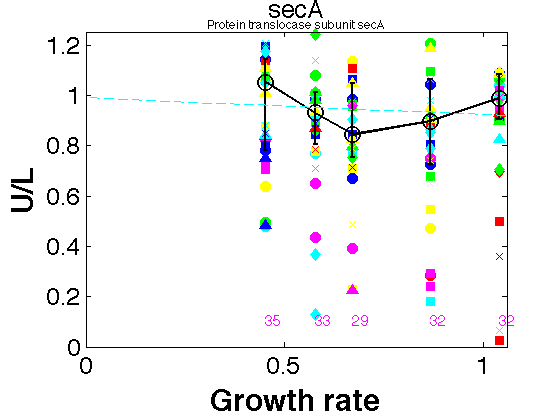 secA
Protein translocase subunit secA
1.2
1
0.8
0.6
0.4
0.2
0
U/L
35 33 29 32 32
0 0.5 1
Growth rate